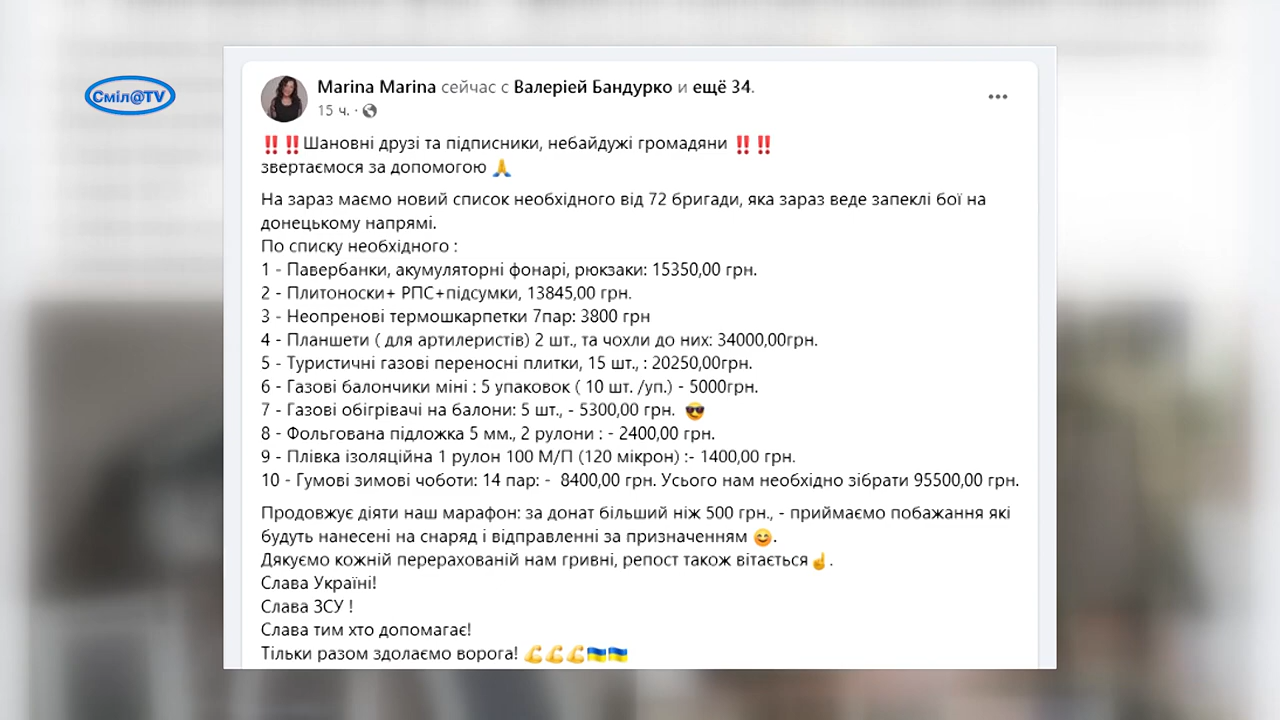 Сміл@TV
Marina Marina сейчас с Валеріей Бандурко и ещё 34.
15 ч. ·
‼️‼️Шановні друзі та підписники, небайдужі громадяни ‼️‼️
звертаємося за допомогою 🙏
На зараз маємо новий список необхідного від 72 бригади, яка зараз веде запеклі бої на
донецькому напрямі.
По списку необхідного :
1 - Павербанки, акумуляторні фонарі, рюкзаки: 15350,00 грн.
2 - Плитоноски+ РПС+підсумки, 13845,00 грн.
3 - Неопренові термошкарпетки 7пар: 3800 грн
4 - Планшети ( для артилеристів) 2 шт., та чохли до них: 34000,00грн.
5 - Туристичні газові переносні плитки, 15 шт., : 20250,00грн.
6 - Газові балончики міні : 5 упаковок ( 10 шт. /уп.) - 5000грн.
7 - Газові обігрівачі на балони: 5 шт., - 5300,00 грн. 😎
8 - Фольгована підложка 5 мм., 2 рулони : - 2400,00 грн.
9 - Плівка ізоляційна 1 рулон 100 М/П (120 мікрон) :- 1400,00 грн.
10 - Гумові зимові чоботи: 14 пар: - 8400,00 грн. Усього нам необхідно зібрати 95500,00 грн.
Продовжує діяти наш марафон: за донат більший ніж 500 грн., - приймаємо побажання які
будуть нанесені на снаряд і відправленні за призначенням 😊.
Дякуємо кожній перерахованій нам гривні, репост також вітається☝️.
Слава Україні!
Слава ЗСУ !
Слава тим хто допомагає!
Тільки разом здолаємо ворога! 💪💪💪🇺🇦🇺🇦